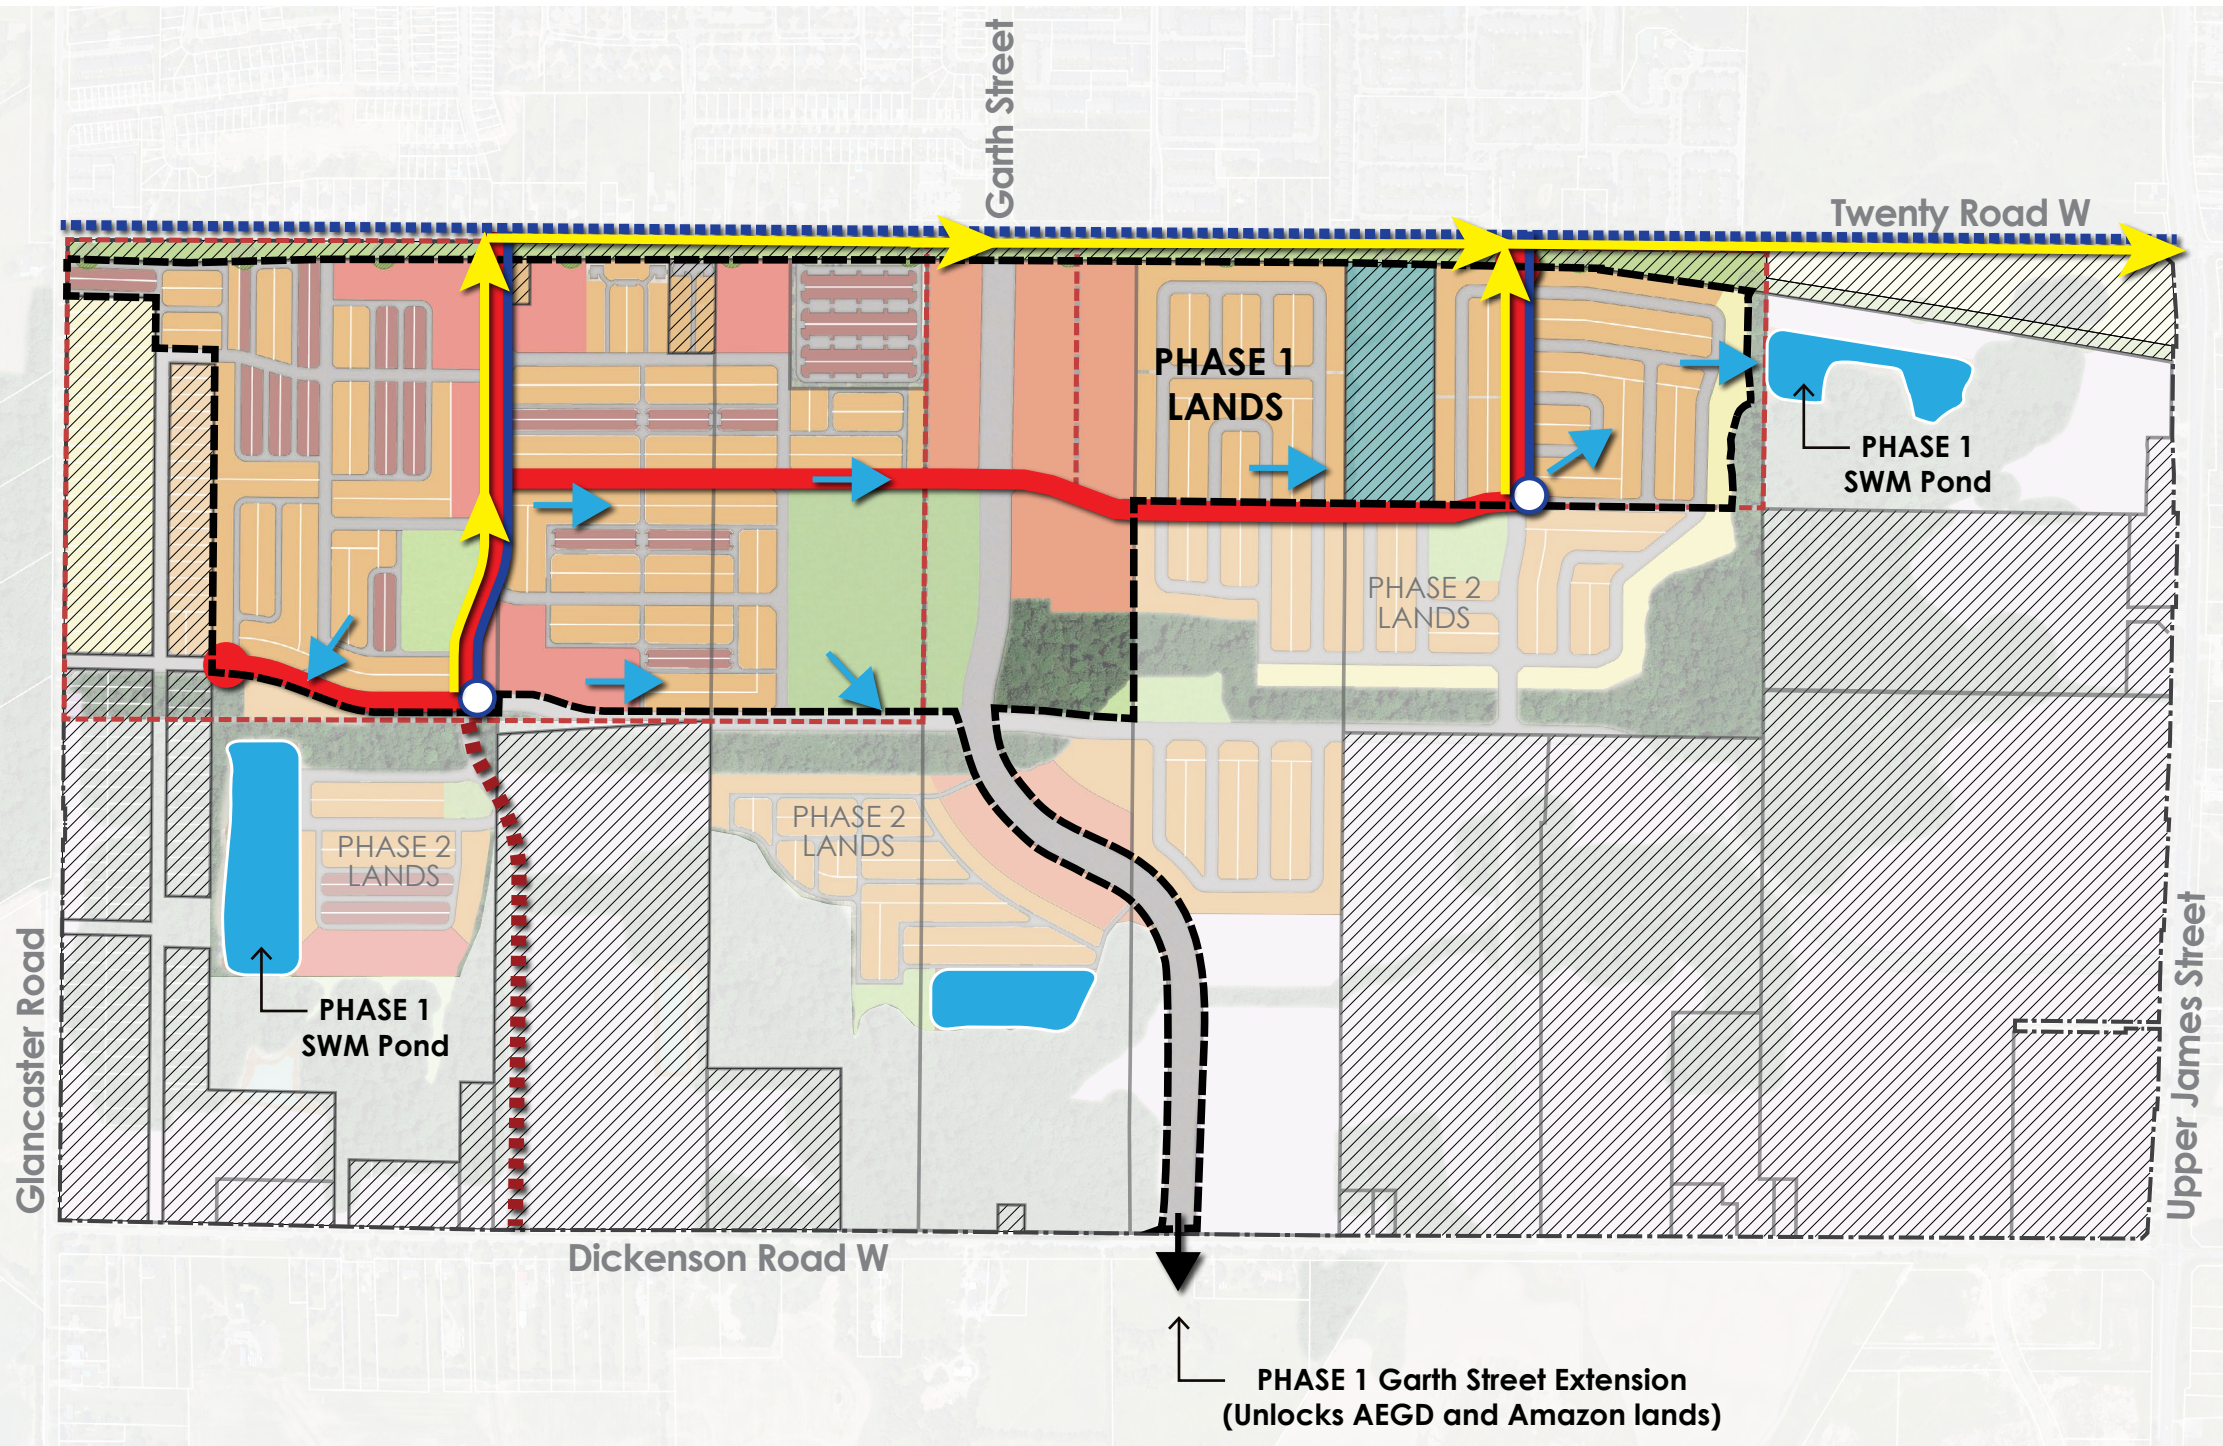 Garth Street
Twenty Road W
PHASE 1
LANDS
PHASE 1
SWM Pond
PHASE 2
LANDS
PHASE 2
LANDS
PHASE 2
LANDS
PHASE 1
SWM Pond
Glancaster Road
Upper James Street
Dickenson Road W
PHASE 1 Garth Street Extension
(Unlocks AEGD and Amazon lands)